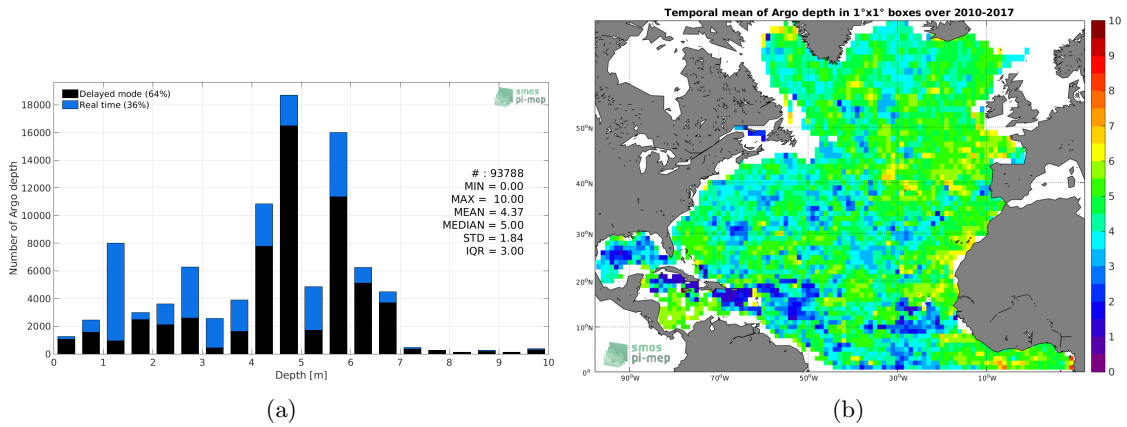 Delayed mode (64%)
Real time (36%)
smos
pi-mep
18000
16000
14000
12000
10000
8000
6000
4000
2000
0
Number of Argo depth
# : 93788
MIN = 0.00
MAX = 10.00
MEAN = 4.37
MEDIAN = 5.00
STD = 1.84
IQR = 3.00
0 1 2 3 4 5 6 7 8 9 10
Depth [m]
(a)
Temporal mean of Argo depth in 1°x1° boxes over 2010-2017
50°N
40°N
30°N
20°N
10°N
0°
90°W 70°W 50°W 30°W 10°W
smos
pi-mep
10
9
8
7
6
5
4
3
2
1
0
(b)